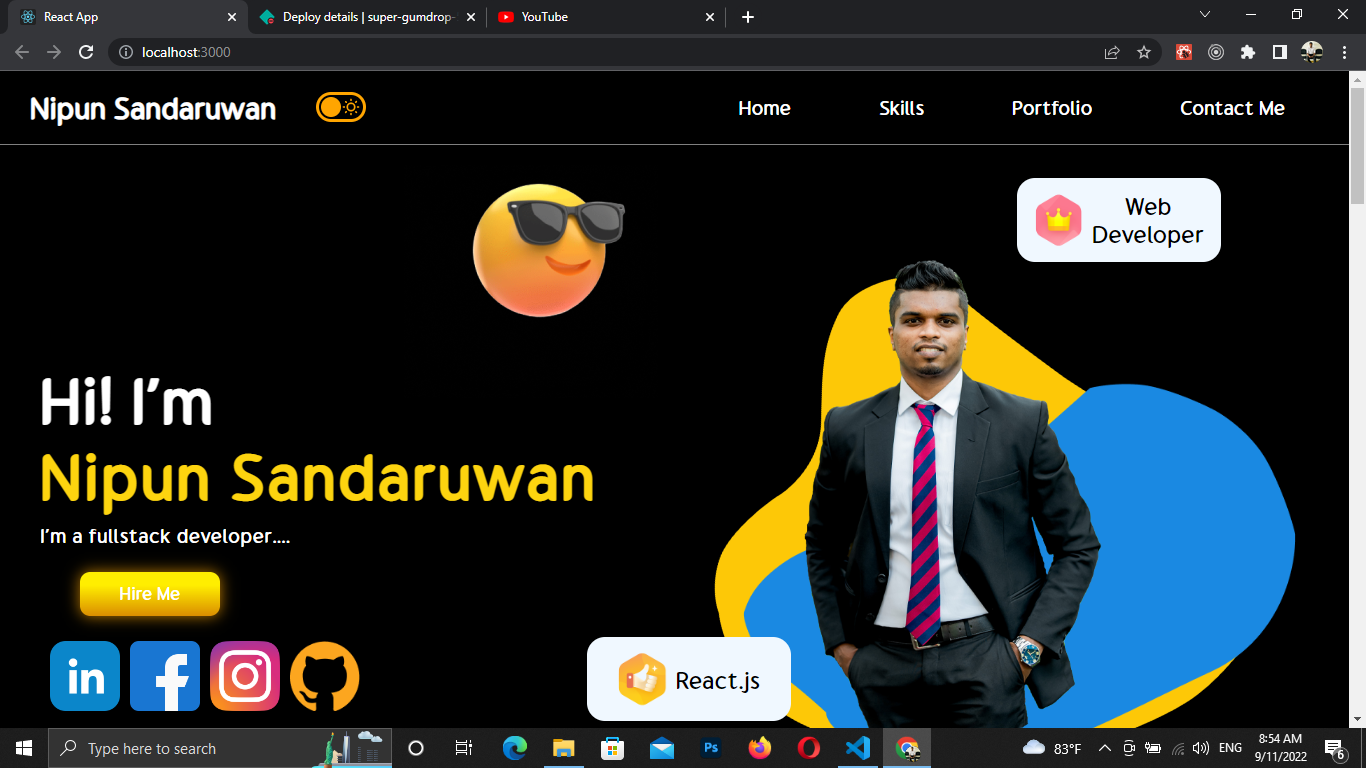 React App
Deploy details | super-gumdrop-
YouTube
localhost:3000
Nipun Sandaruwan
Home
Skills
Portfolio
Contact Me
Web
Developer
Hi! I'm
Nipun Sandaruwan
I'm a fullstack developer....
Hire Me
in
React.js
Type here to search
Ps
83°F
ENG
8:54 AM
9/11/2022
6